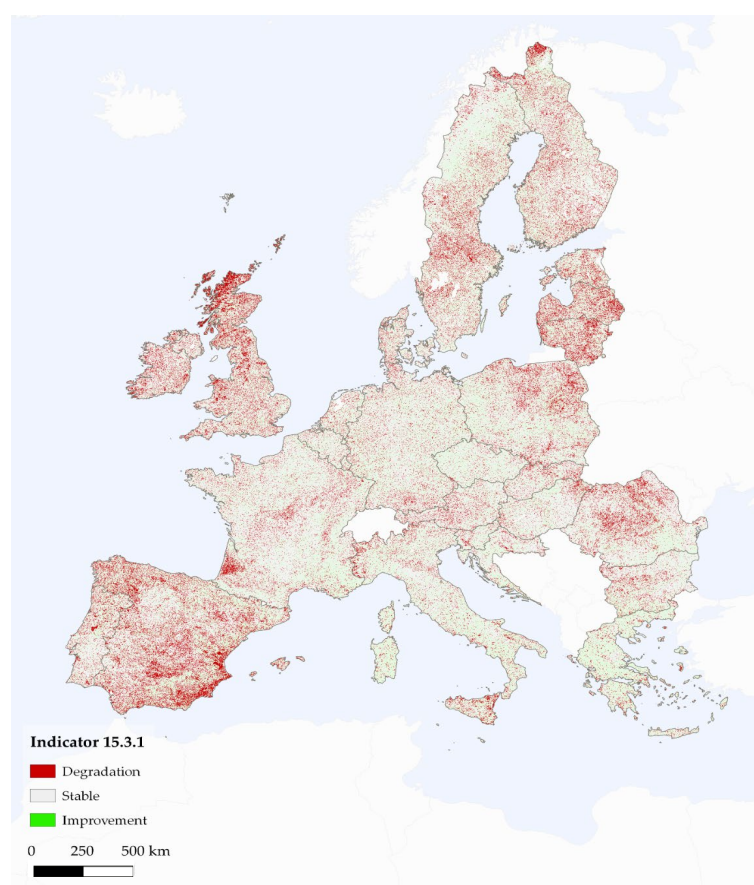 Indicator 15.3.1
Degradation
Stable
Improvement
0 250 500 km